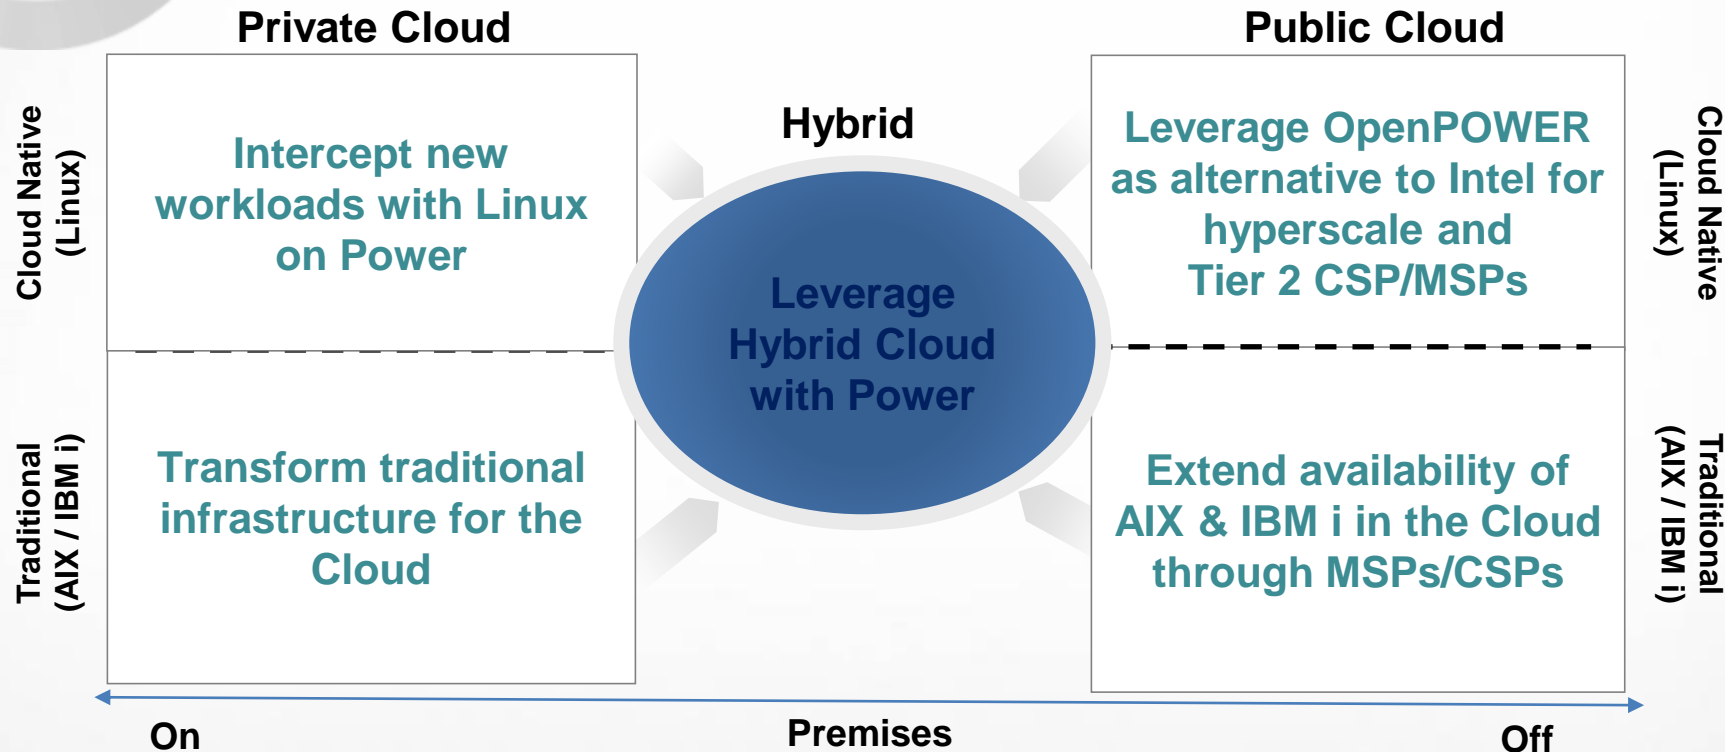 Private Cloud
Public Cloud
Cloud Native
(Linux)
Intercept new
workloads with Linux
on Power
Hybrid
Leverage OpenPOWER
as alternative to Intel for
hyperscale and
Tier 2 CSP/MSPs
Cloud Native
(Linux)
Leverage
Hybrid Cloud
with Power
Traditional
(AIX / IBM i)
Transform traditional
infrastructure for the
Cloud
Extend availability of
AIX & IBM i in the Cloud
through MSPs/CSPs
Traditional
(AIX / IBM i)
On
Premises
Off